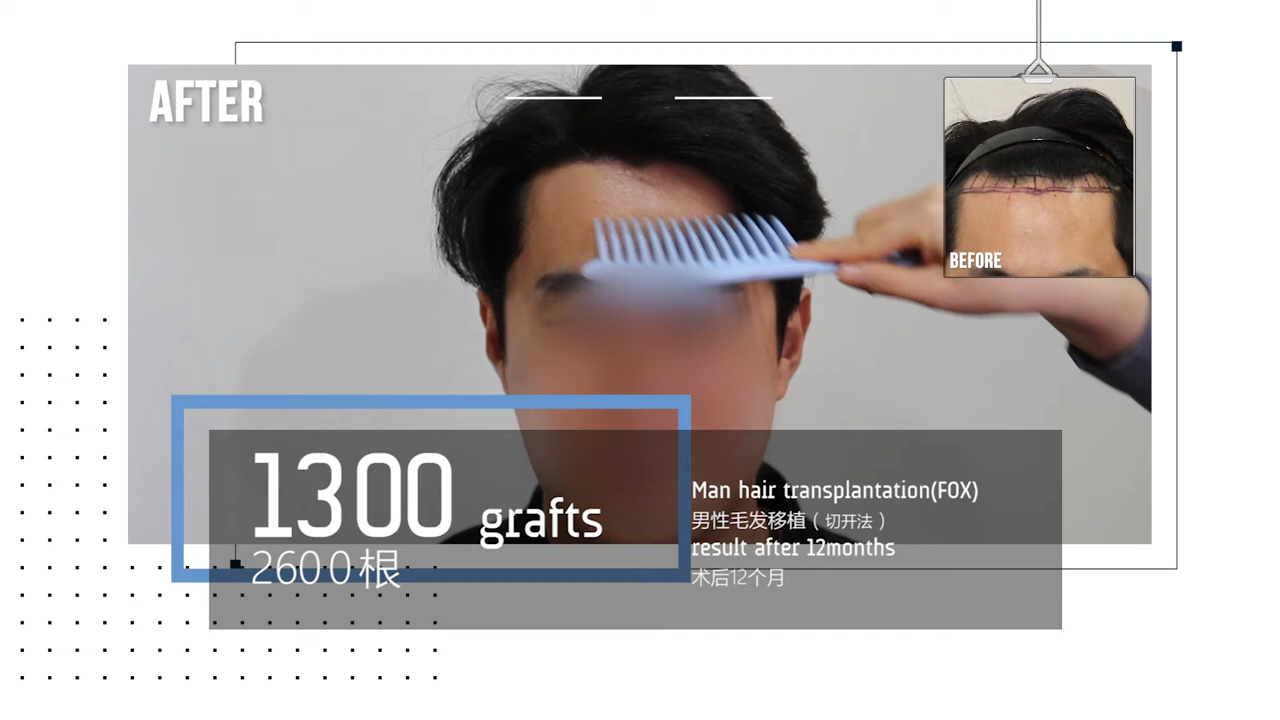 AFTER
BEFORE
1300 grafts
2600根
Man hair transplantation(FOX)
男性毛发移植（切开法）
result after 12months
术后12个月